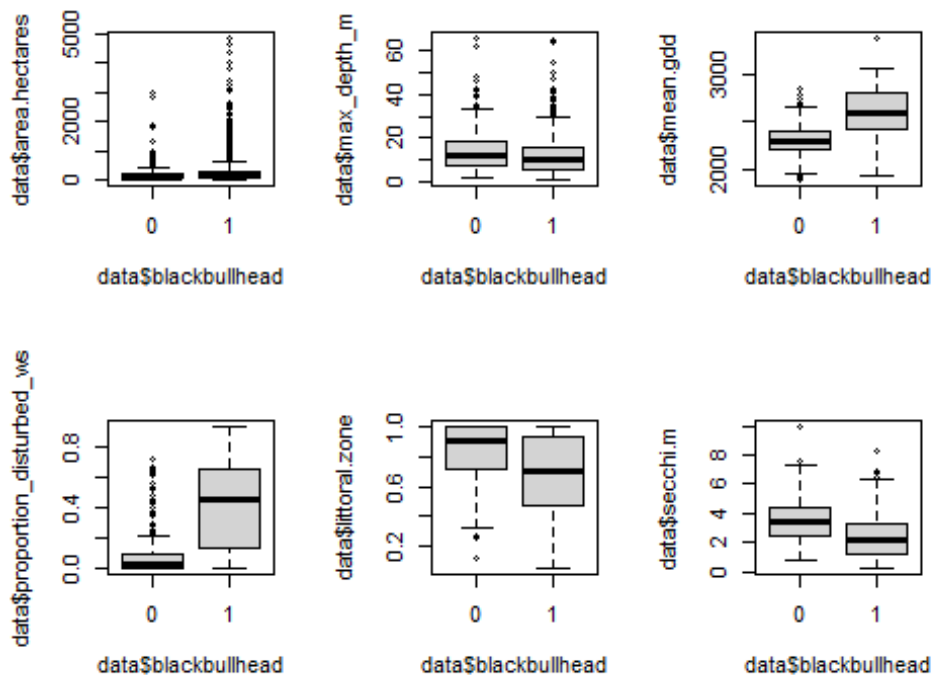 data$area.hectares
0
2000
5000
0 1
data$blackbullhead
data$max_depth_m
0
20
40
60
0 1
data$blackbullhead
data$mean.gdd
2000
3000
0 1
data$blackbullhead
data$proportion_disturbed_ws
0.0
0.4
0.8
0 1
data$blackbullhead
data$littoral.zone
0.2
0.6
1.0
0 1
data$blackbullhead
data$secchi.m
0
2
4
6
8
0 1
data$blackbullhead